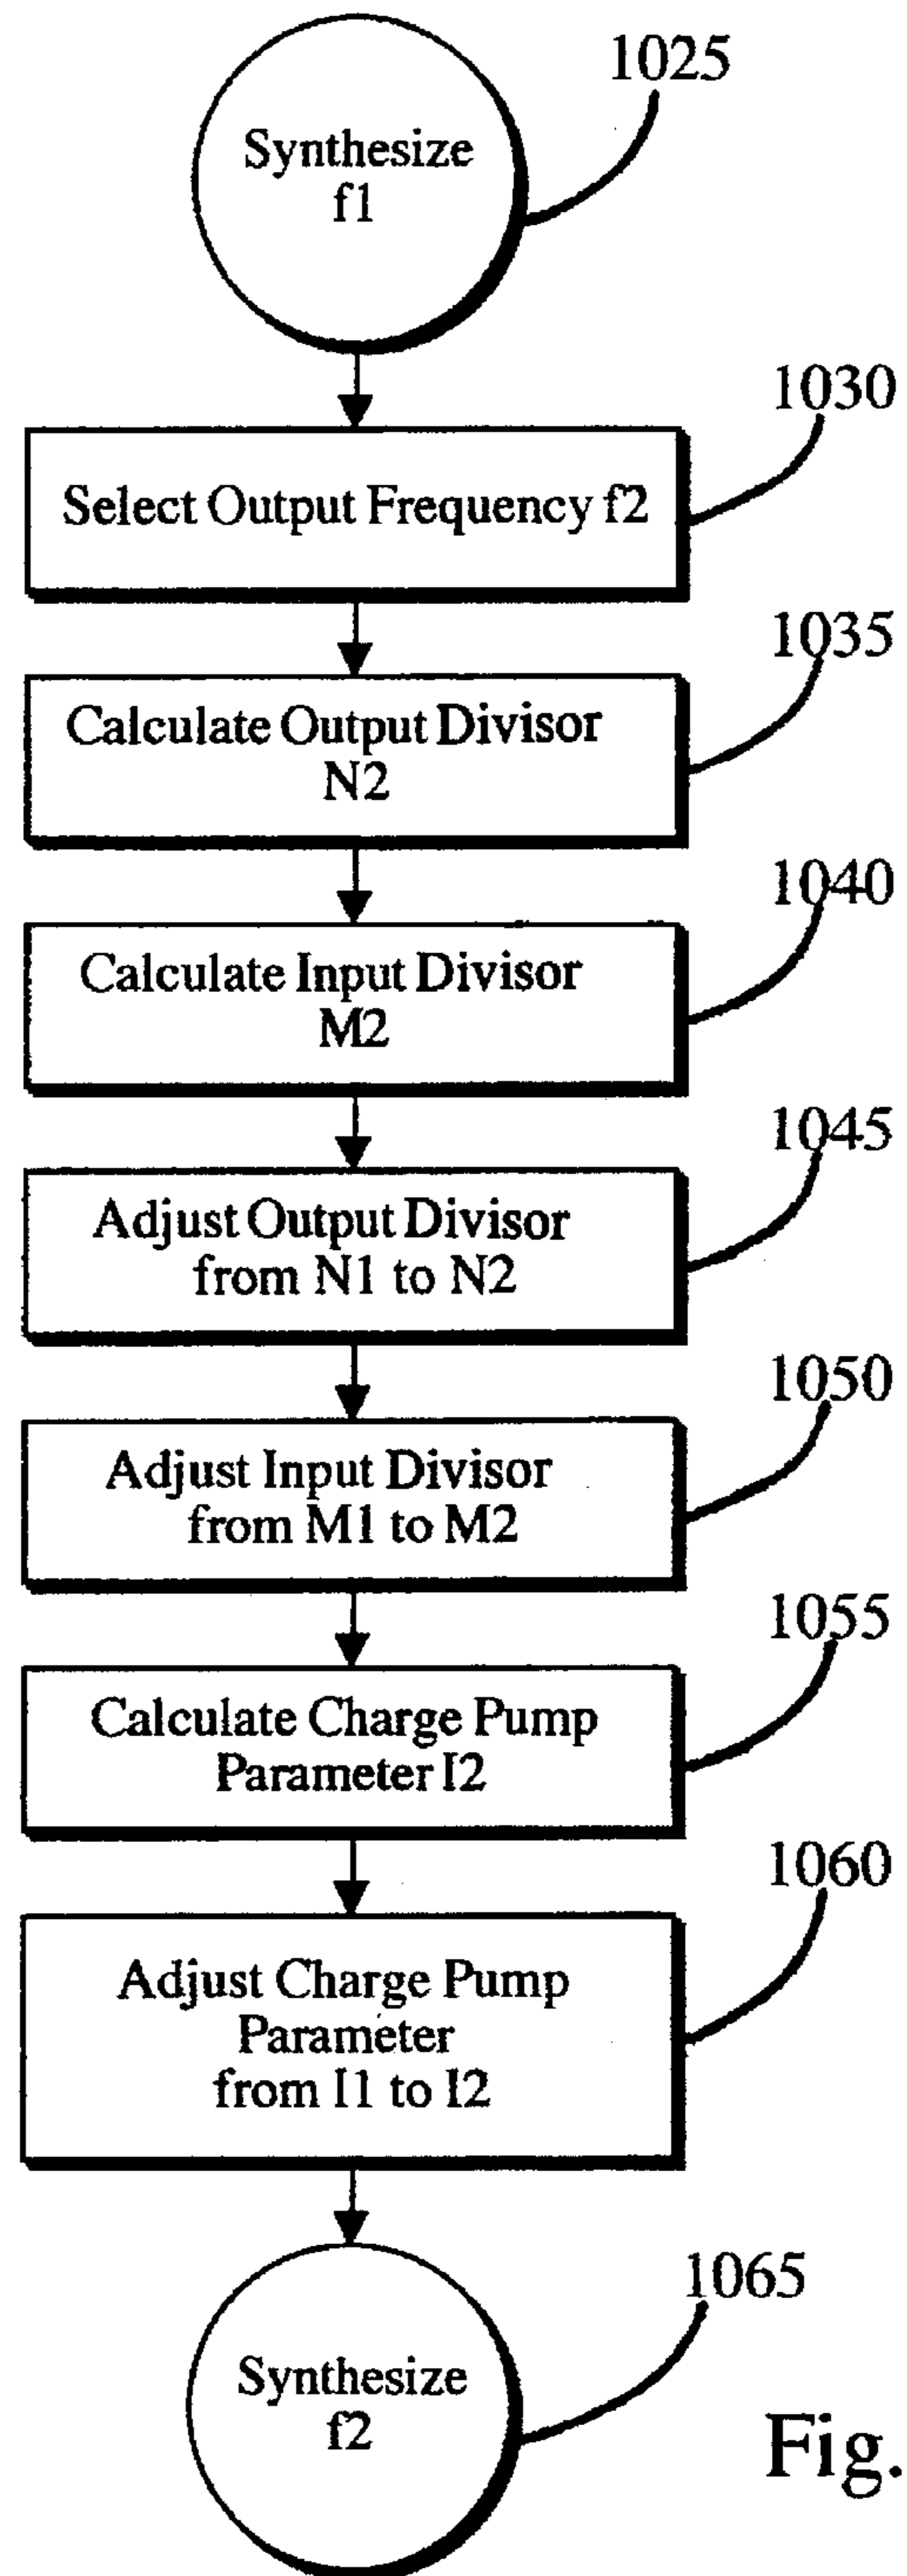 1025
Synthesize
f1
1030
Select Output Frequency f2
1035
Calculate Output Divisor
N2
1040
Calculate Input Divisor
M2
1045
Adjust Output Divisor
from N1 to N2
1050
Adjust Input Divisor
from M1 to M2
1055
Calculate Charge Pump
Parameter I2
1060
Adjust Charge Pump
Parameter
from I1 to I2
1065
Synthesize
f2
Fig.